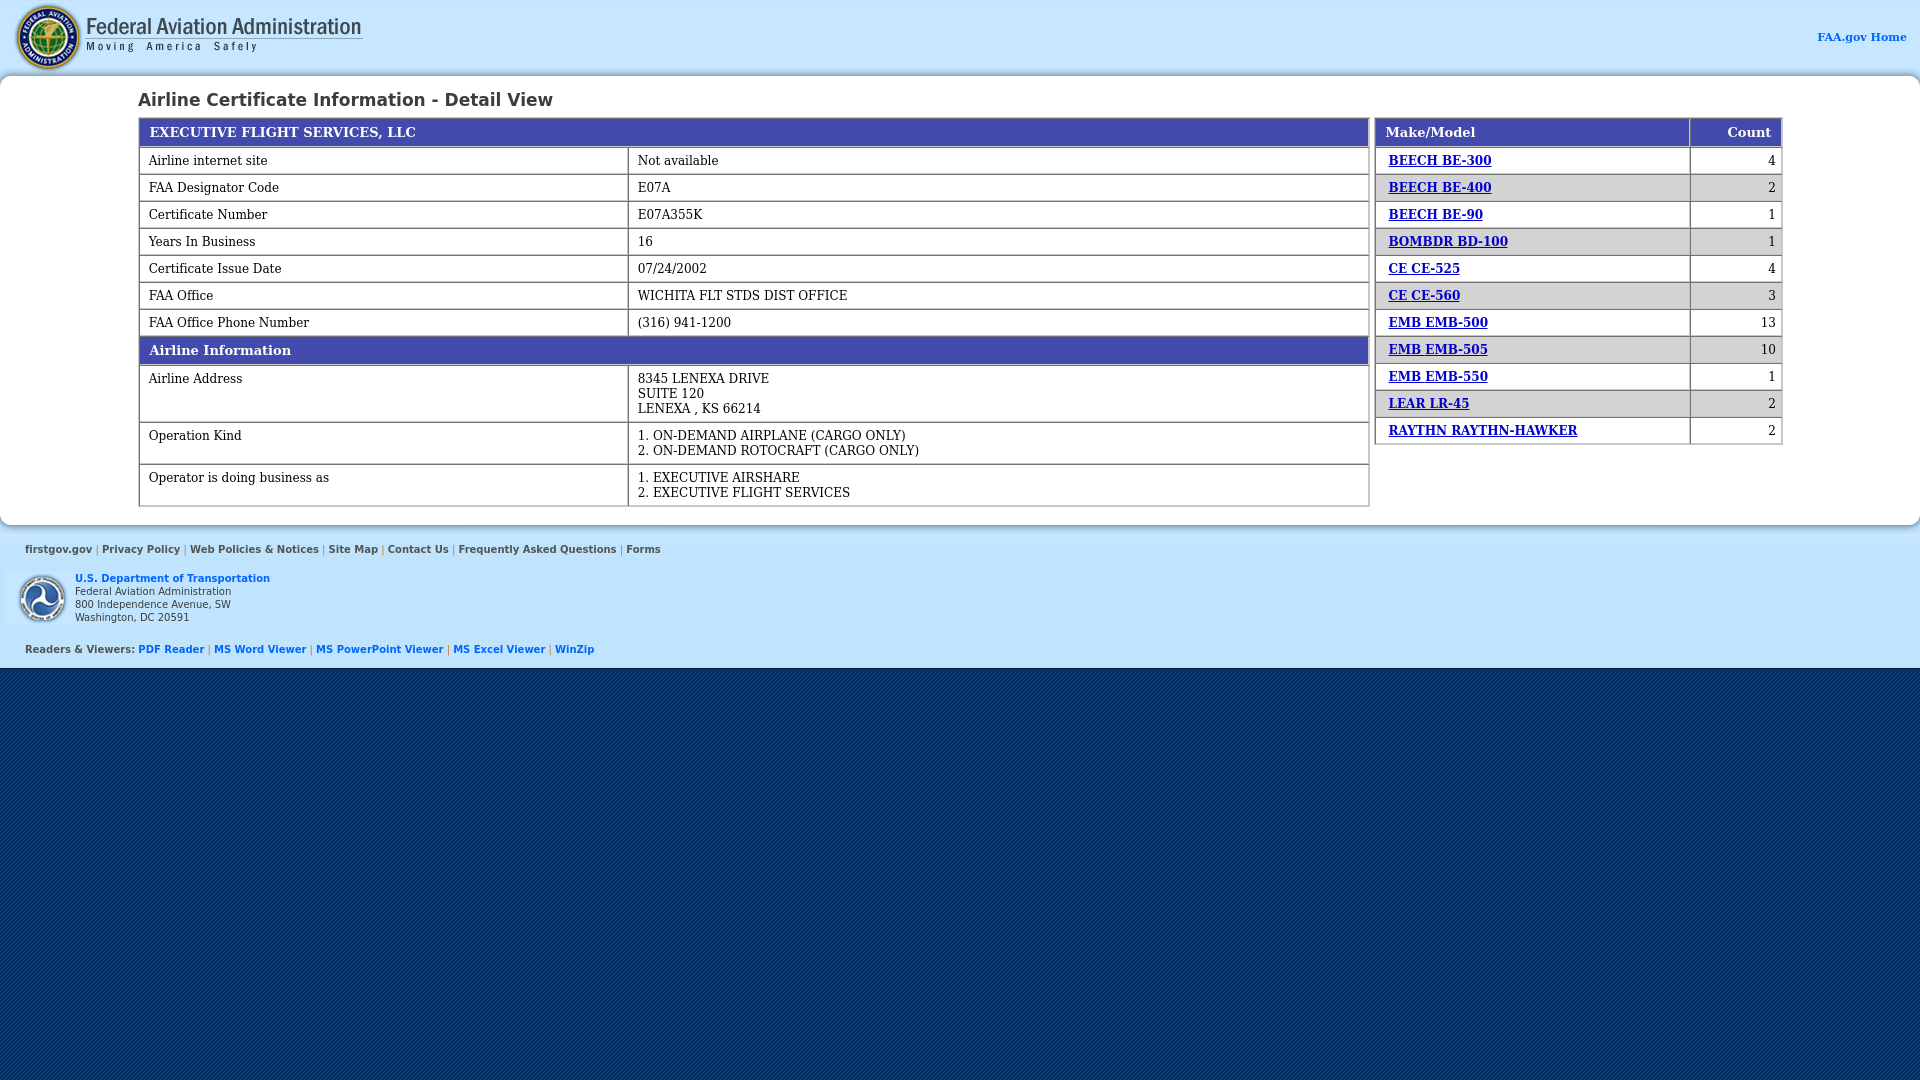 Federal Aviation Administration
Moving America Safely
FAA.gov Home
Airline Certificate Information - Detail View
EXECUTIVE FLIGHT SERVICES, LLC
Airline internet site Not available
FAA Designator Code E07A
Certificate Number E07A355K
Years In Business 16
Certificate Issue Date 07/24/2002
FAA Office WICHITA FLT STDS DIST OFFICE
FAA Office Phone Number (316) 941-1200
Airline Information
Airline Address 8345 LENEXA DRIVE
SUITE 120
LENEXA , KS 66214
Operation Kind 1. ON-DEMAND AIRPLANE (CARGO ONLY)
2. ON-DEMAND ROTOCRAFT (CARGO ONLY)
Operator is doing business as 1. EXECUTIVE AIRSHARE
2. EXECUTIVE FLIGHT SERVICES
Make/Model Count
BEECH BE-300 4
BEECH BE-400 2
BEECH BE-90 1
BOMBDR BD-100 1
CE CE-525 4
CE CE-560 3
EMB EMB-500 13
EMB EMB-505 10
EMB EMB-550 1
LEAR LR-45 2
RAYTHN RAYTHN-HAWKER 2
firstgov.gov | Privacy Policy | Web Policies & Notices | Site Map | Contact Us | Frequently Asked Questions | Forms
U.S. Department of Transportation
Federal Aviation Administration
800 Independence Avenue, SW
Washington, DC 20591
Readers & Viewers: PDF Reader | MS Word Viewer | MS PowerPoint Viewer | MS Excel Viewer | WinZip